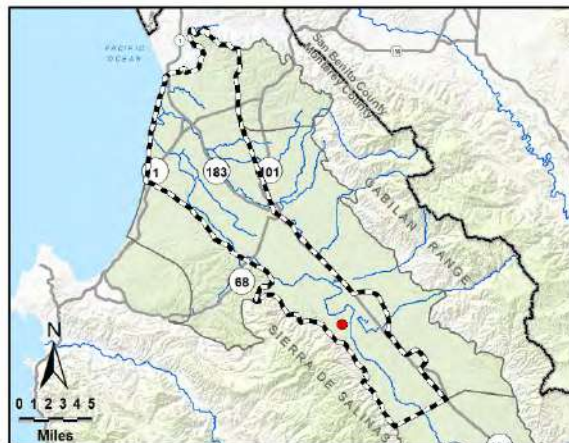 PACIFIC
OCEAN
1
San Benito County
Monterey County
1
183
101
GABILAN RANGE
68
SIERRA DE SALINAS
N
0 1 2 3 4 5
Miles